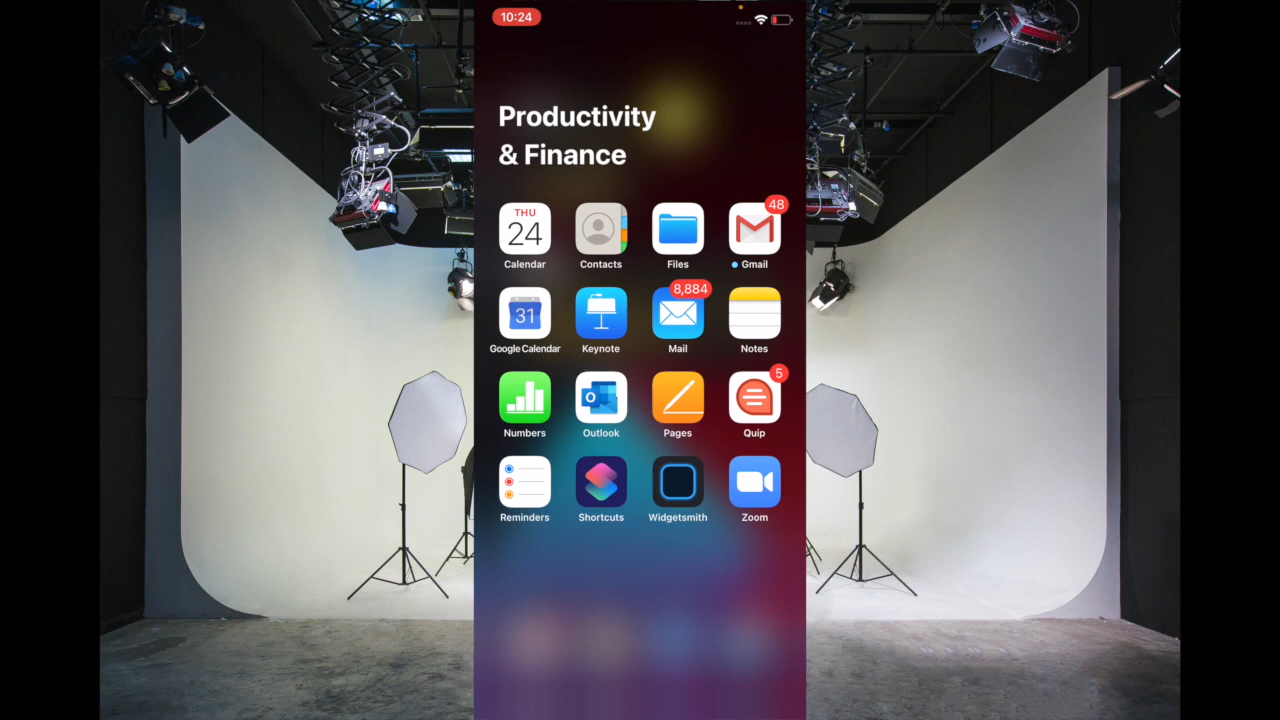 10:24
Productivity
& Finance
THU
24
Calendar
Contacts
Files
48
Gmail
31
Google Calendar
Keynote
8,884
Mail
Notes
Numbers
O
Outlook
Pages
5
Quip
Reminders
Shortcuts
Widgetsmith
Zoom